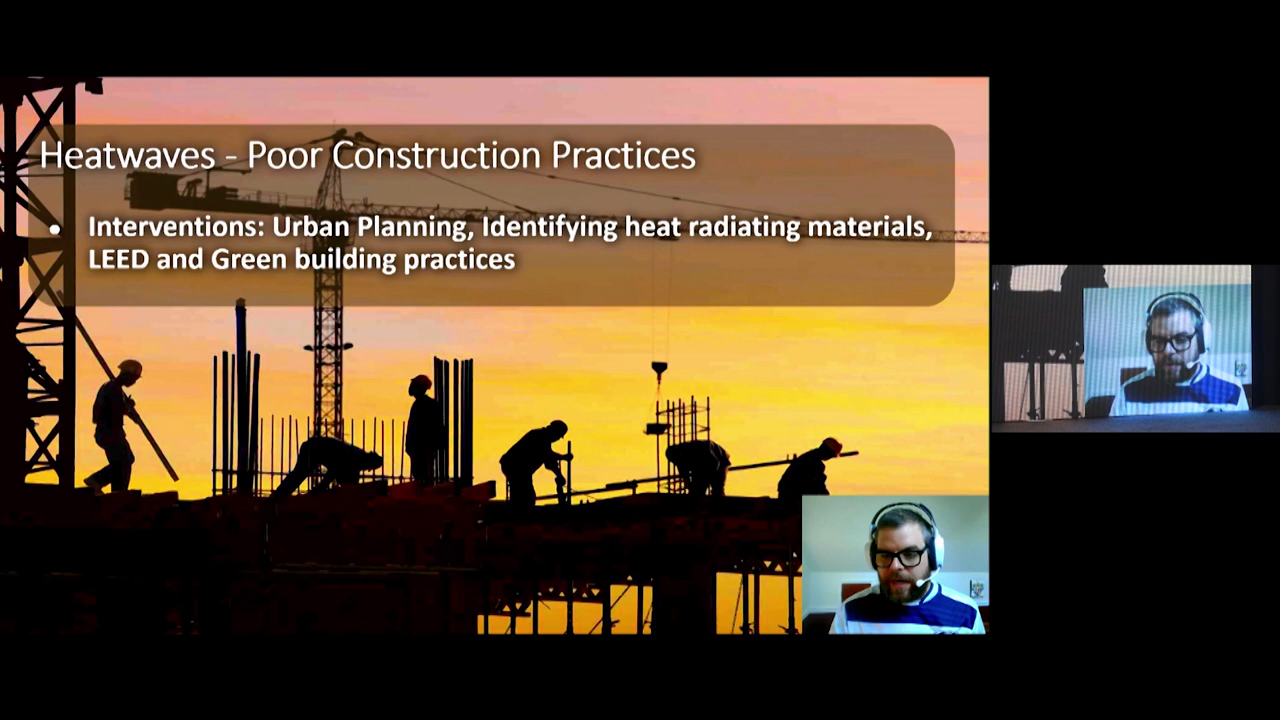 Heatwaves - Poor Construction Practices
• Interventions: Urban Planning, Identifying heat radiating materials,
LEED and Green building practices